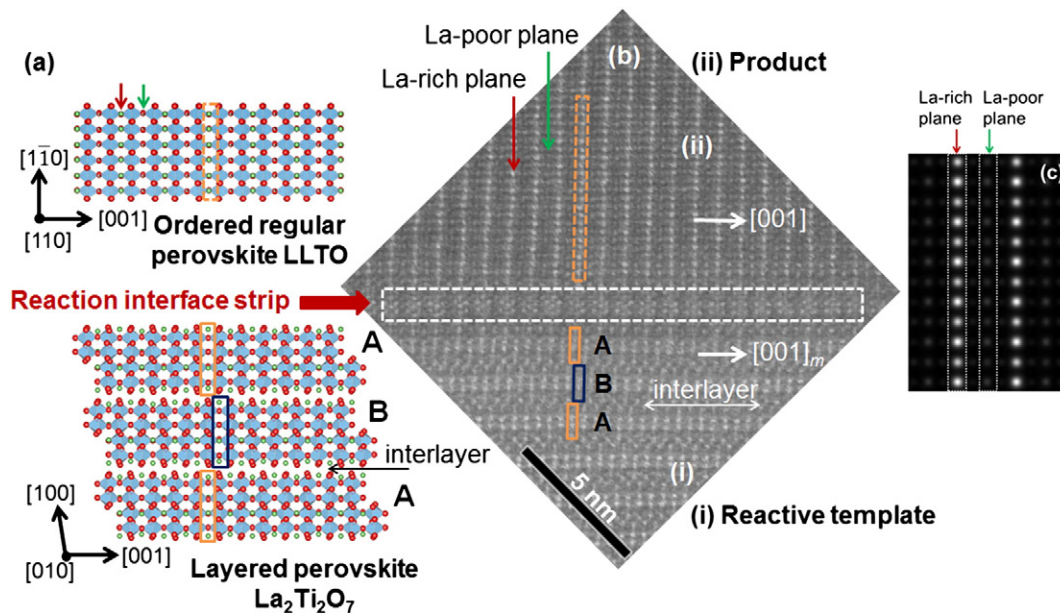 (a)
[11̅0]
[001]
[110]
Ordered regular
perovskite LLTO
La-poor plane
La-rich plane
(b)
(ii) Product
(ii)
[001]
La-rich
plane
La-poor
plane
(c)
Reaction interface strip
A
B
A
interlayer
[100]
[001]
[010]
Layered perovskite
La₂Ti₂O₇
A
[001]m
B
interlayer
A
(i)
5 nm
(i) Reactive template